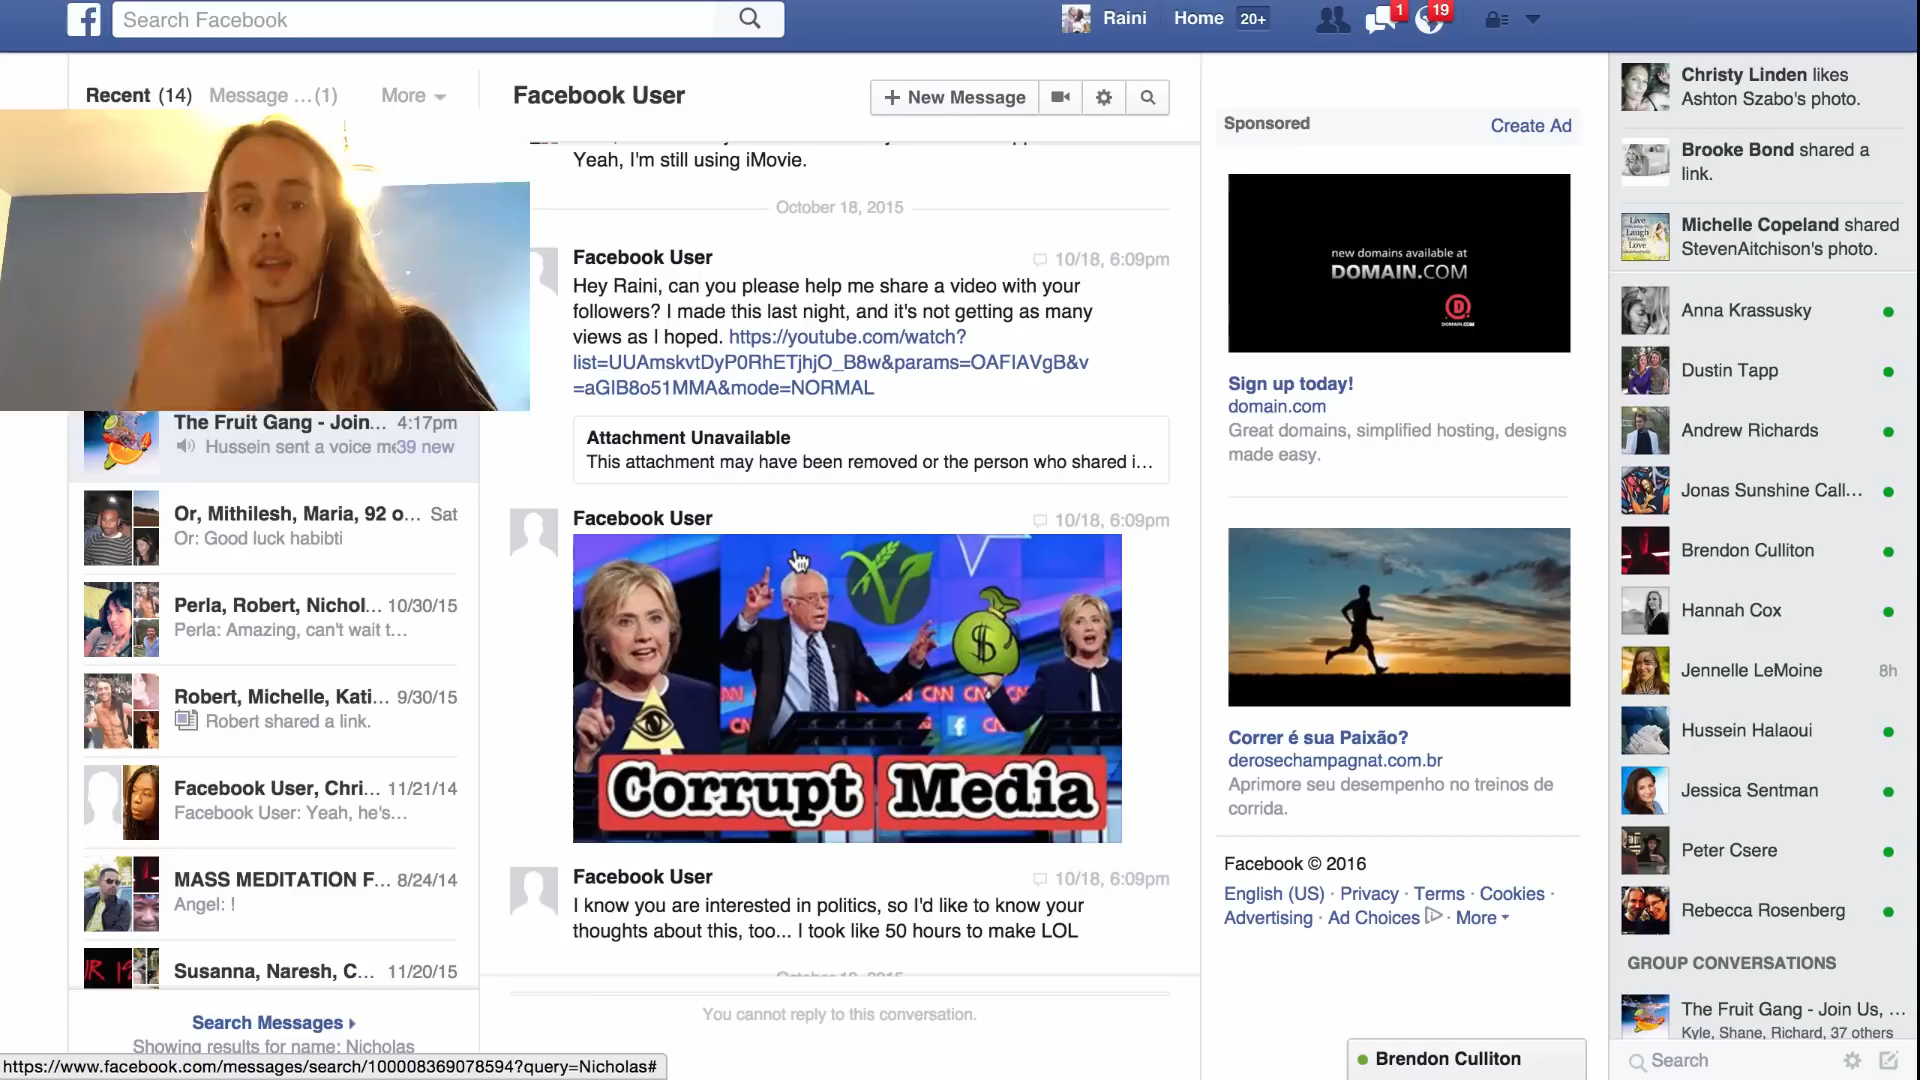 Search Facebook
Raini
Home
20+
1
19
Recent (14)
Message ...(1)
More
Facebook User
New Message
Yeah, I'm still using iMovie.
October 18, 2015
Facebook User
10/18, 6:09pm
Hey Raini, can you please help me share a video with your
followers? I made this last night, and it's not getting as many
views as I hoped. https://youtube.com/watch?
list=UUAmskvtDyP0RhETjhjO_B8w&params=OAFIAVgB&v
=aGIB8o51MMA&mode=NORMAL
Attachment Unavailable
This attachment may have been removed or the person who shared i...
Facebook User
10/18, 6:09pm
CNN CNN
Corrupt Media
Facebook User
10/18, 6:09pm
I know you are interested in politics, so I'd like to know your
thoughts about this, too... I took like 50 hours to make LOL
You cannot reply to this conversation.
The Fruit Gang - Join... 4:17pm
Hussein sent a voice me 39 new
Or, Mithilesh, Maria, 92 o... Sat
Or: Good luck habibti
Perla, Robert, Nichol... 10/30/15
Perla: Amazing, can't wait t...
Robert, Michelle, Kati... 9/30/15
Robert shared a link.
Facebook User, Chri... 11/21/14
Facebook User: Yeah, he's...
MASS MEDITATION F... 8/24/14
Angel: !
Susanna, Naresh, C... 11/20/15
Search Messages
Showing results for name: Nicholas
https://www.facebook.com/messages/search/100008369078594?query=Nicholas#
Sponsored
Create Ad
new domains available at
DOMAIN.COM
DOMAIN.COM
Sign up today!
domain.com
Great domains, simplified hosting, designs
made easy.
Correr é sua Paixão?
derosechampagnat.com.br
Aprimore seu desempenho no treinos de
corrida.
Facebook © 2016
English (US) · Privacy · Terms · Cookies ·
Advertising · Ad Choices · More
Brendon Culliton
Christy Linden likes
Ashton Szabo's photo.
Brooke Bond shared a
link.
Live
Laugh
Love
Michelle Copeland shared
StevenAitchison's photo.
Anna Krassusky
Dustin Tapp
Andrew Richards
Jonas Sunshine Call...
Brendon Culliton
Hannah Cox
Jennelle LeMoine 8h
Hussein Halaoui
Jessica Sentman
Peter Csere
Rebecca Rosenberg
GROUP CONVERSATIONS
The Fruit Gang - Join Us, ...
Kyle, Shane, Richard, 37 others
Search